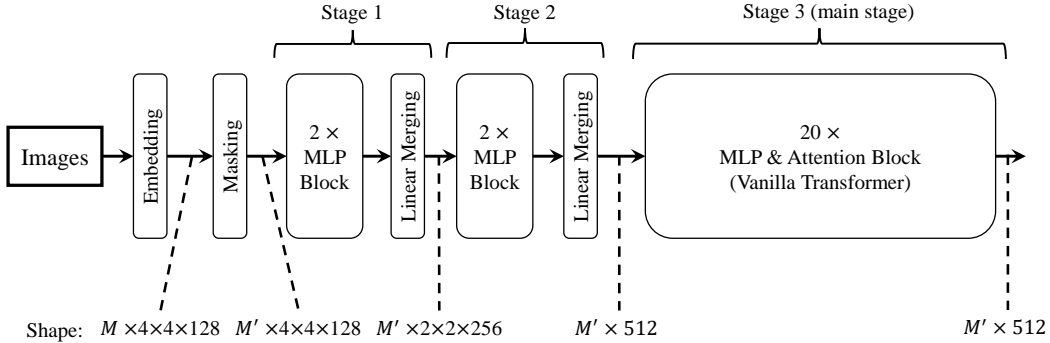 Stage 1
Stage 2
Stage 3 (main stage)
Images
Embedding
Masking
2 ×
MLP
Block
Linear Merging
2 ×
MLP
Block
Linear Merging
20 ×
MLP & Attention Block
(Vanilla Transformer)
Shape: M ×4×4×128 M′ ×4×4×128 M′ ×2×2×256 M′ × 512 M′ × 512